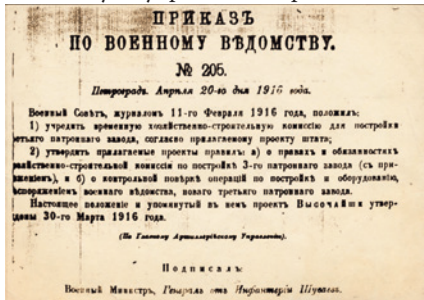 ПРИКАЗЪ
ПО ВОЕННОМУ ВѢДОМСТВУ.
№ 205.
Петроградъ. Апрѣля 20-го дня 1916 года.
Военный Совѣтъ, журналомъ 11-го Февраля 1916 года, положилъ:
1) учредить временную хозяйственно-строительную комиссію для постройки
третьяго патроннаго завода, согласно прилагаемому проекту штата;
2) утвердить прилагаемые проекты правилъ: а) о правахъ и обязанностяхъ
хозяйственно-строительной комиссіи по постройкѣ 3-го патроннаго завода (съ при-
ложеніемъ), и б) о контрольной повѣркѣ операцій по постройкѣ и оборудованію,
распоряженіемъ военнаго вѣдомства, новаго третьяго патроннаго завода.
Настоящее положеніе и упомянутый въ немъ проектъ Высочайше утвер-
ждены 30-го Марта 1916 года.
(По Главному Артиллерійскому Управленію).
Подписалъ:
Военный Министръ, Генералъ отъ Инфантеріи Шуваевъ.